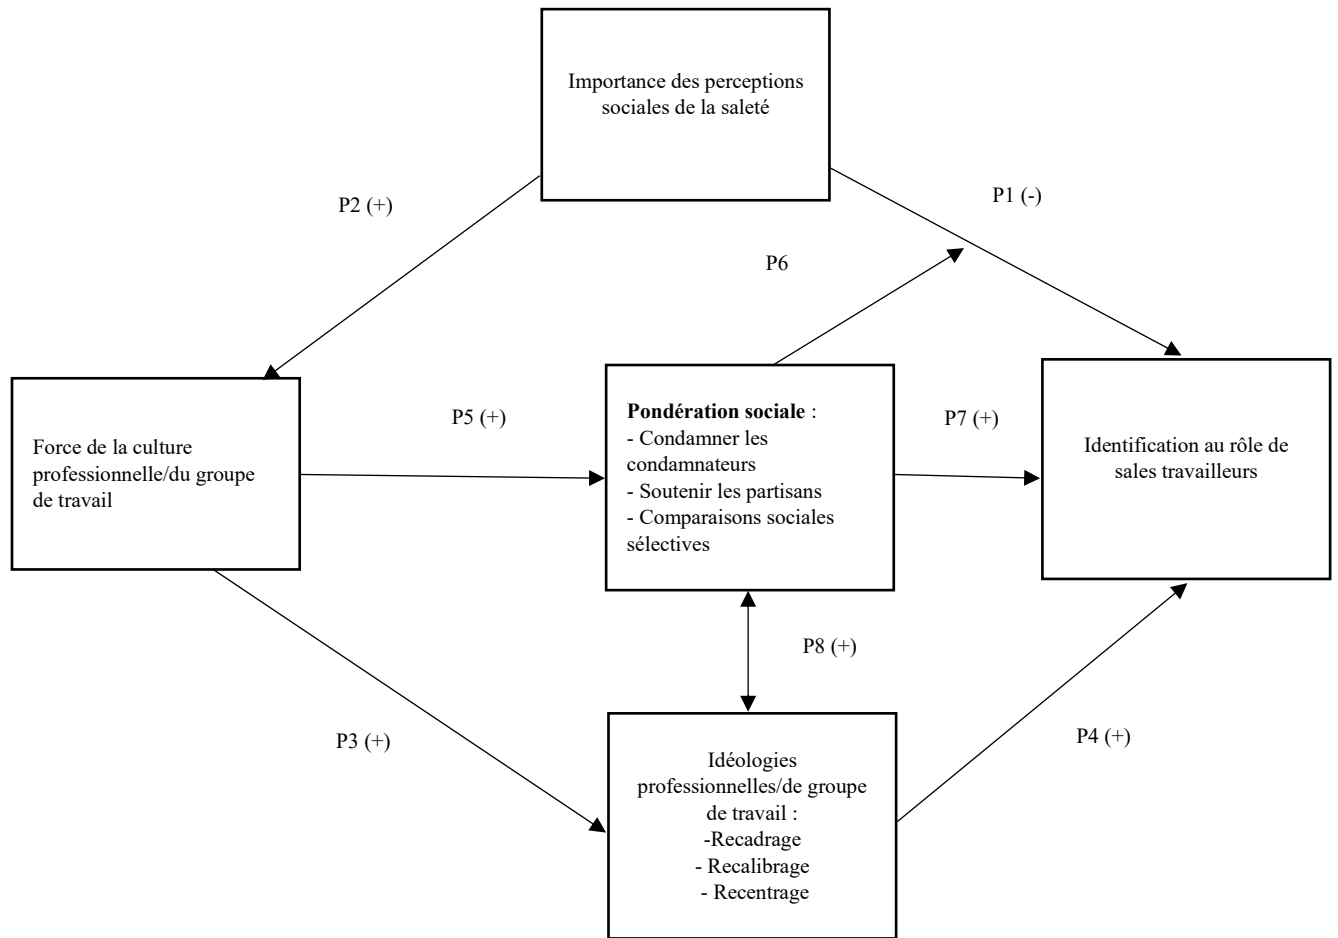 Importance des perceptions
sociales de la saleté
P1 (-)
P2 (+)
P6
Force de la culture
professionnelle/du groupe
de travail
P5 (+)
Pondération sociale :
- Condamner les
condamnateurs
- Soutenir les partisans
- Comparaisons sociales
sélectives
P7 (+)
Identification au rôle de
sales travailleurs
P8 (+)
P3 (+)
P4 (+)
Idéologies
professionnelles/de groupe
de travail :
-Recadrage
- Recalibrage
- Recentrage